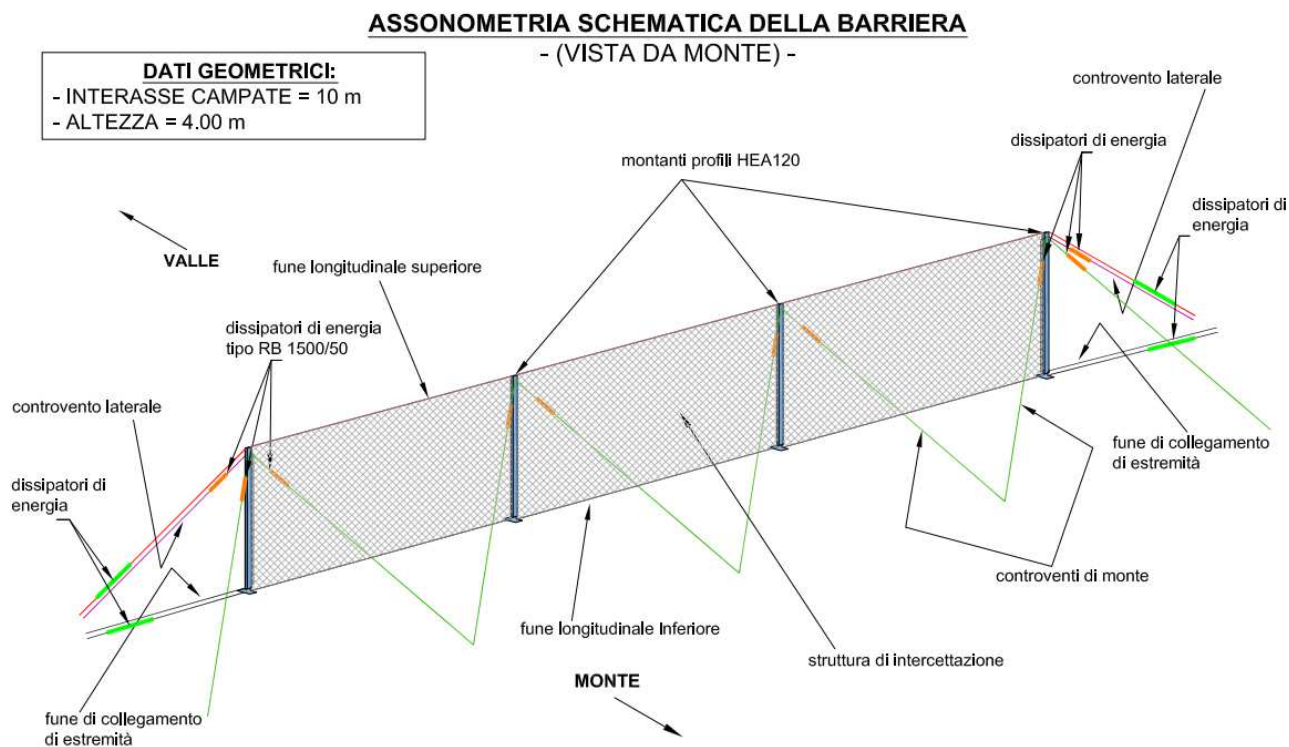 ASSONOMETRIA SCHEMATICA DELLA BARRIERA
- (VISTA DA MONTE) -
DATI GEOMETRICI:
- INTERASSE CAMPATE = 10 m
- ALTEZZA = 4.00 m
controvento laterale
dissipatori di energia
montanti profili HEA120
dissipatori di
energia
VALLE
fune longitudinale superiore
dissipatori di energia
tipo RB 1500/50
controvento laterale
fune di collegamento
di estremità
dissipatori di
energia
controventi di monte
fune longitudinale Inferiore
struttura di intercettazione
MONTE
fune di collegamento
di estremità